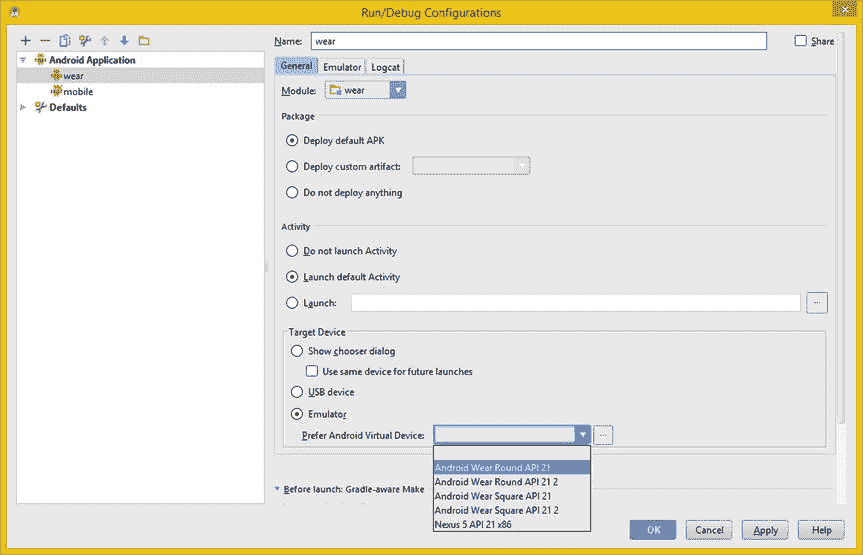 Run/Debug Configurations
Name: wear
Share
Android Application
wear
mobile
Defaults
General Emulator Logcat
Module: wear
Package
Deploy default APK
Deploy custom artifact:
Do not deploy anything
Activity
Do not launch Activity
Launch default Activity
Launch: ...
Target Device
Show chooser dialog
Use same device for future launches
USB device
Emulator
Prefer Android Virtual Device: ...
Android Wear Round API 21
Android Wear Round API 21 2
Android Wear Square API 21
Android Wear Square API 21 2
Nexus 5 API 21 x86
Before launch: Gradle-aware Make
OK Cancel Apply Help